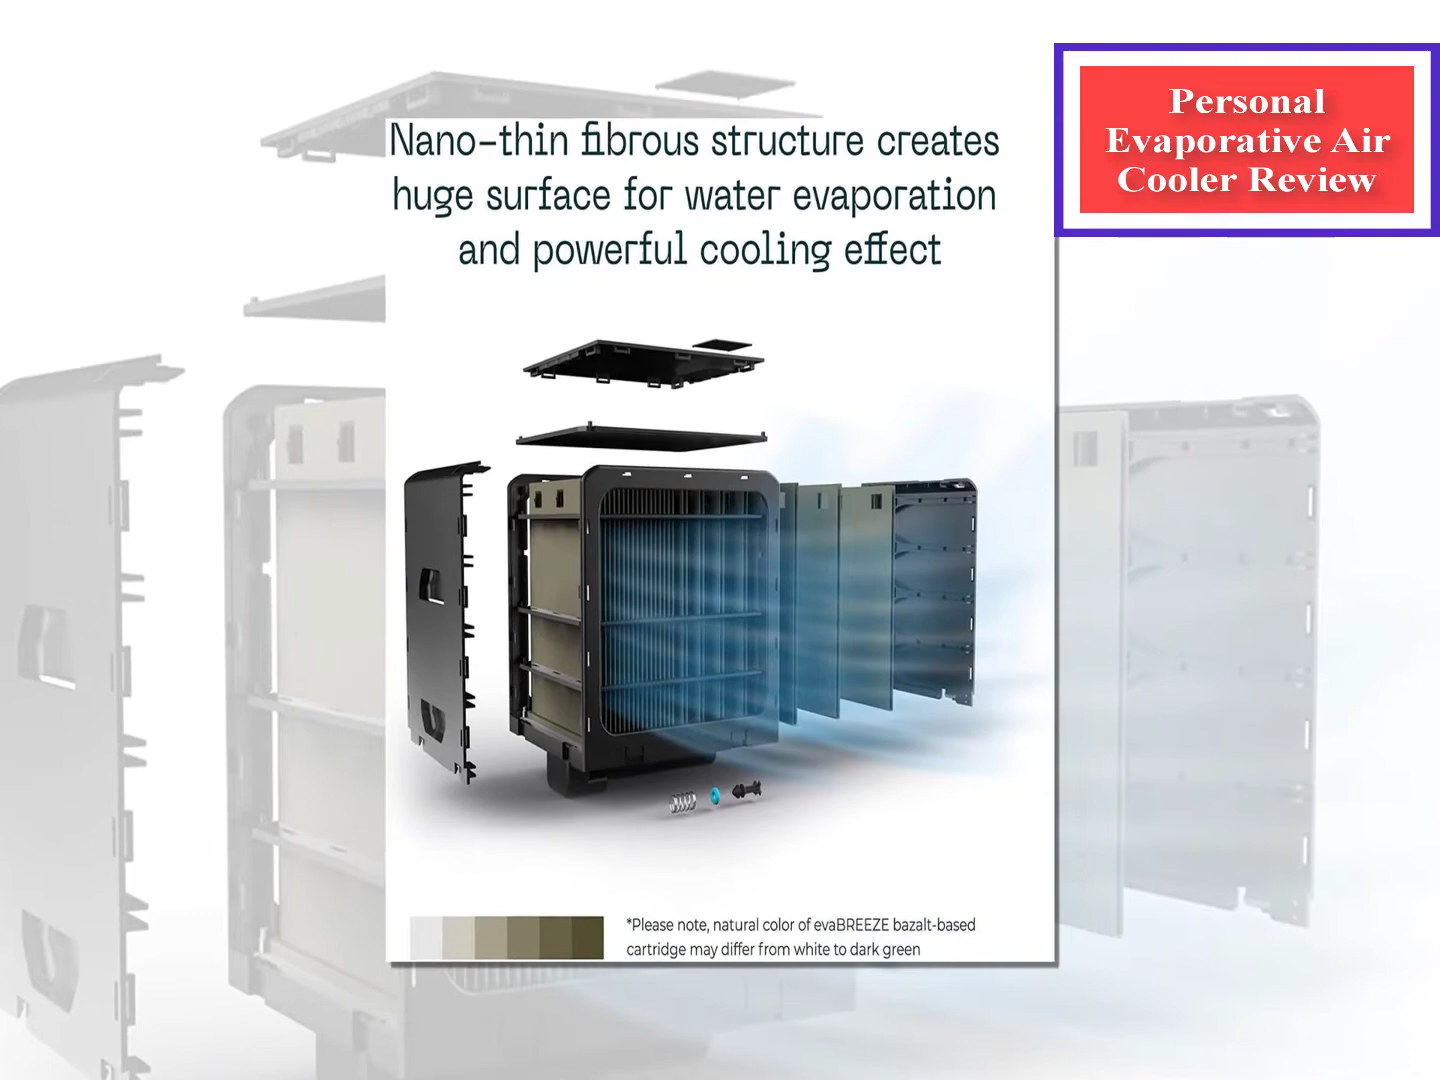 Personal
Evaporative Air
Cooler Review
Nano-thin fibrous structure creates
huge surface for water evaporation
and powerful cooling effect
*Please note, natural color of evaBREEZE bazalt-based
cartridge may differ from white to dark green